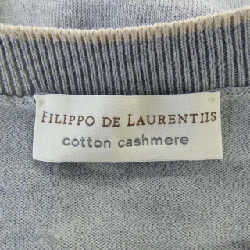 FILIPPO DE LAURENTIIS
cotton cashmere